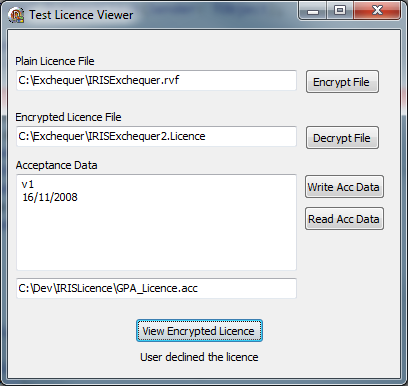 Test Licence Viewer
Plain Licence File
C:\Exchequer\IRISExchequer.rvf
Encrypt File
Encrypted Licence File
C:\Exchequer\IRISExchequer2.Licence
Decrypt File
Acceptance Data
v1
16/11/2008
Write Acc Data
Read Acc Data
C:\Dev\IRISLicence\GPA_Licence.acc
View Encrypted Licence
User declined the licence